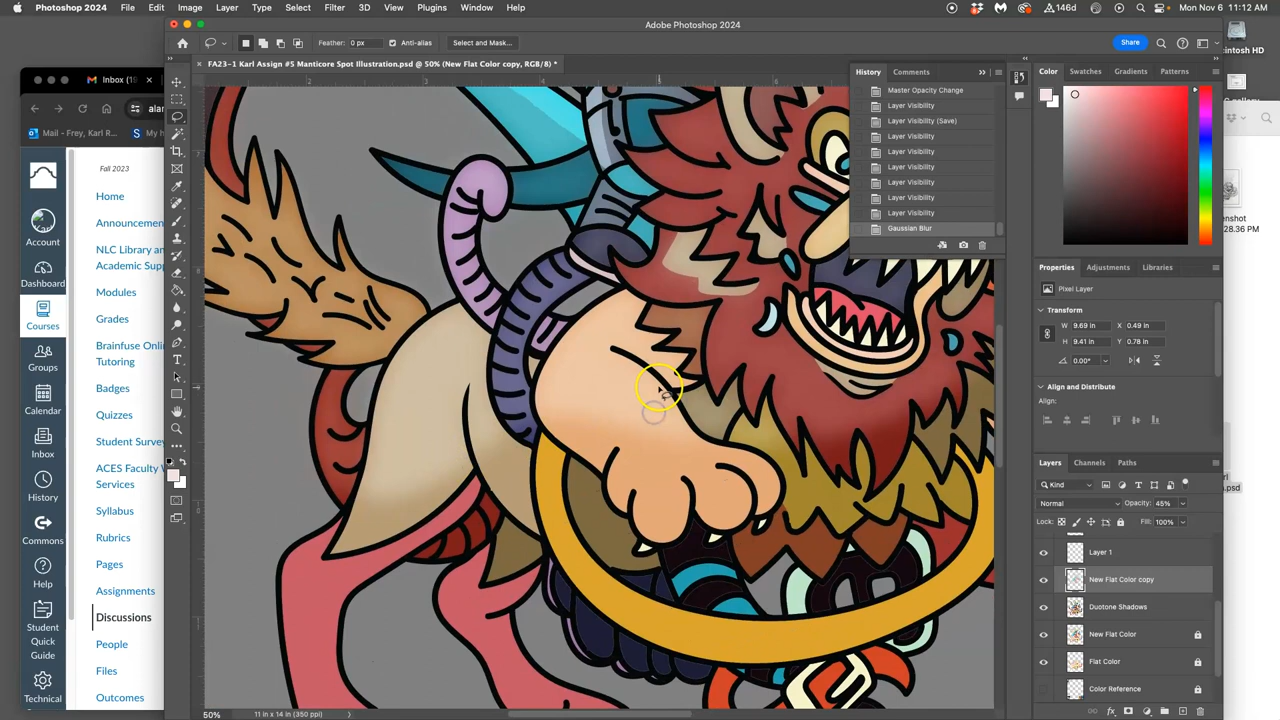 Photoshop 2024 File Edit Image Layer Type Select Filter 3D View Plugins Window Help 146d Mon Nov 6 11:12 AM
Adobe Photoshop 2024
Feather: 0 px Anti-alias Select and Mask... Share
FA23-1 Karl Assign #5 Manticore Spot Illustration.psd @ 50% (New Flat Color copy, RGB/8) *
Inbox (1
alar
Mail - Frey, Karl R...
My h
Fall 2023
Home
Announcemen
NLC Library an
Academic Supp
Modules
Grades
Brainfuse Onlin
Tutoring
Badges
Quizzes
Student Survey
ACES Faculty W
Services
Syllabus
Rubrics
Pages
Assignments
Discussions
People
Files
Outcomes
Account
Dashboard
Courses
Groups
Calendar
Inbox
History
Commons
Help
Student
Quick
Guide
Technical
History Comments
Master Opacity Change
Layer Visibility
Layer Visibility (Save)
Layer Visibility
Layer Visibility
Layer Visibility
Layer Visibility
Layer Visibility
Layer Visibility
Gaussian Blur
Color Swatches Gradients Patterns
Properties Adjustments Libraries
Pixel Layer
Transform
W 9.69 in X 0.49 in
H 9.41 in Y 0.78 in
0.00°
Align and Distribute
Align:
Layers Channels Paths
Kind
Normal Opacity: 45%
Lock: Fill: 100%
Layer 1
New Flat Color copy
Duotone Shadows
New Flat Color
Flat Color
Color Reference
50% 11 in x 14 in (350 ppi)